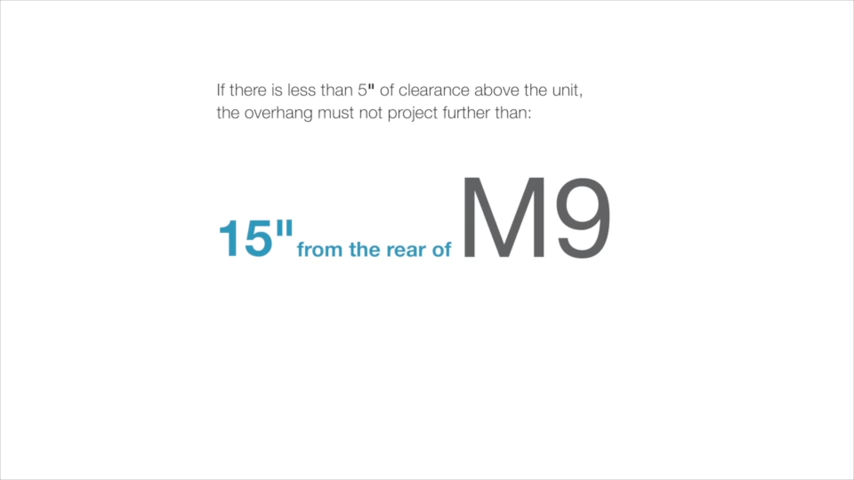 If there is less than 5" of clearance above the unit,
the overhang must not project further than:
15" from the rear of M9